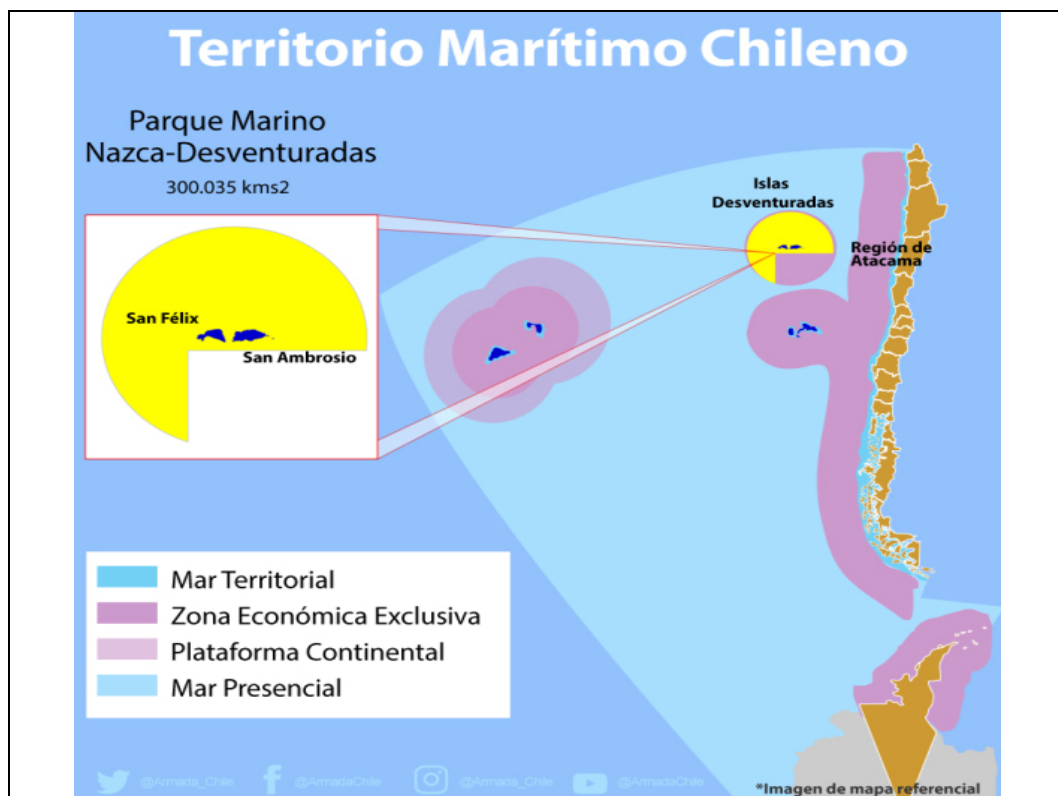 Territorio Marítimo Chileno
Parque Marino
Nazca-Desventuradas
300.035 kms2
Islas
Desventuradas
Región de
Atacama
San Félix
San Ambrosio
Mar Territorial
Zona Económica Exclusiva
Plataforma Continental
Mar Presencial
@Armada_Chile
@ArmadaChile
@Armada_Chile
@ArmadaChile
*Imagen de mapa referencial